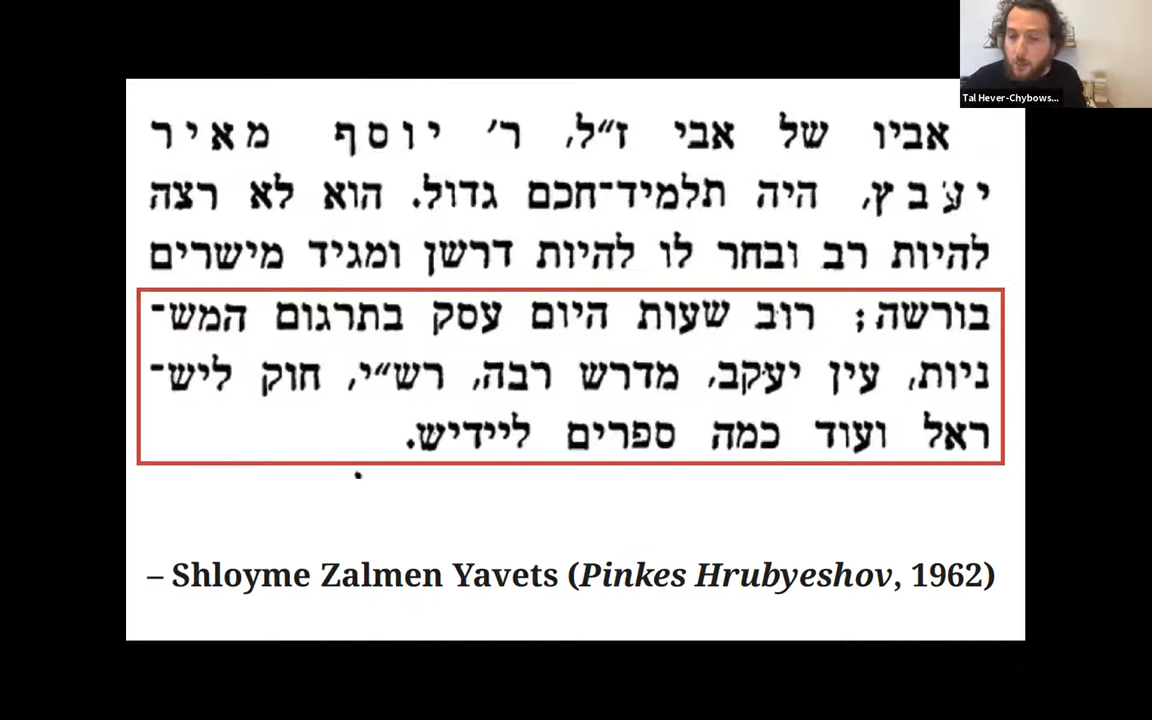 Tal Hever-Chybows...
אביו של אבי ז״ל, ר׳ יוסף מאיר
יעבץ, היה תלמיד־חכם גדול. הוא לא רצה
להיות רב ובחר לו להיות דרשן ומגיד מישרים
בורשה; רוב שעות היום עסק בתרגום המש־
ניות, עין יעקב, מדרש רבה, רש״י, חוק ליש־
ראל ועוד כמה ספרים ליידיש.
– Shloyme Zalmen Yavets (Pinkes Hrubyeshov, 1962)